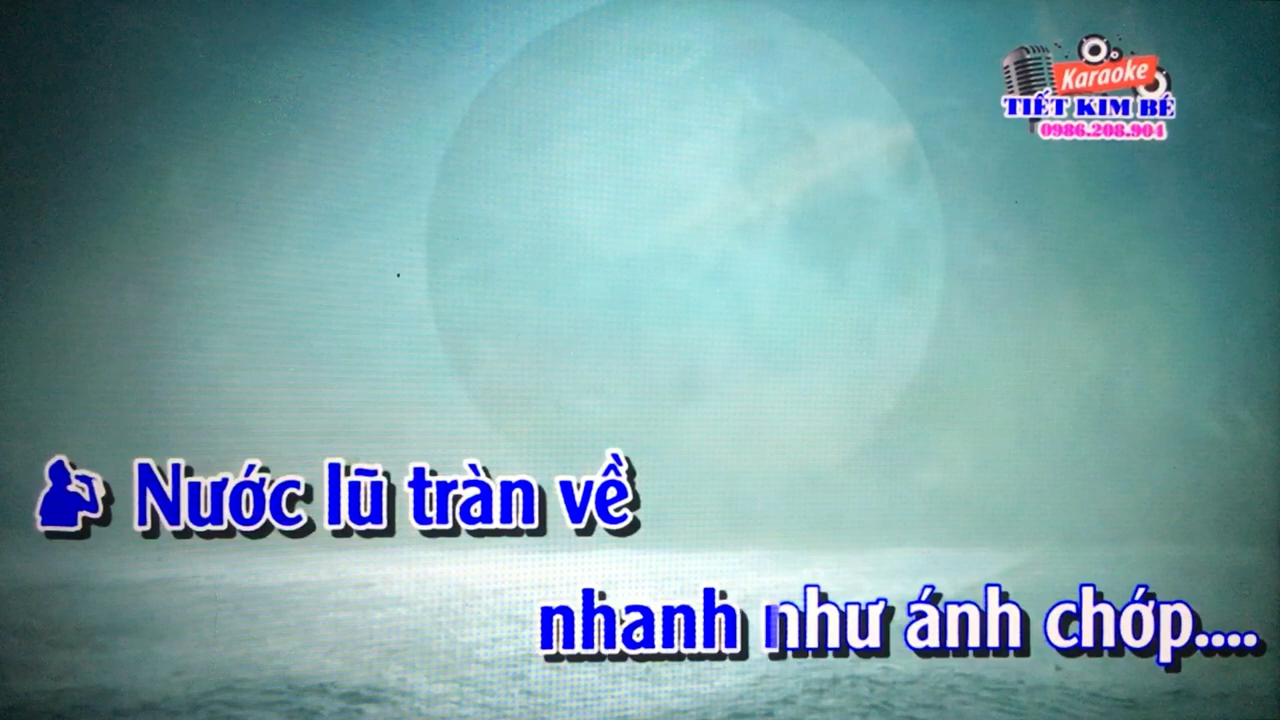 Karaoke
TIẾT KIM BÉ
0986.208.904
Nước lũ tràn về
nhanh như ánh chớp....